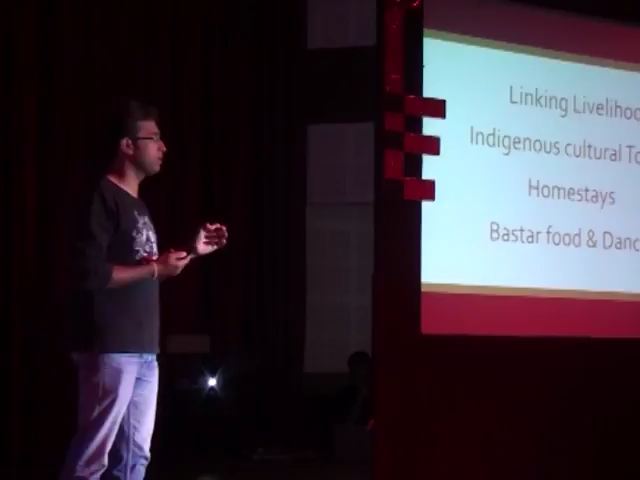 Linking Livelihoo
Indigenous cultural To
Homestays
Bastar food & Danc